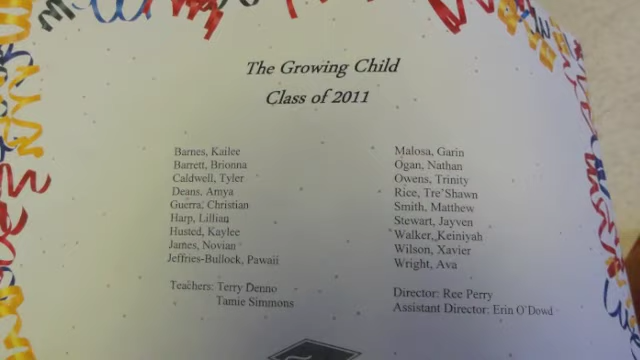 The Growing Child
Class of 2011
Barnes, Kailee
Barrett, Brionna
Caldwell, Tyler
Deans, Amya
Guerra, Christian
Harp, Lillian
Husted, Kaylee
James, Novian
Jeffries-Bullock, Pawaii
Teachers: Terry Denno
Tamie Simmons
Malosa, Garin
Ogan, Nathan
Owens, Trinity
Rice, Tre'Shawn
Smith, Matthew
Stewart, Jayven
Walker, Keiniyah
Wilson, Xavier
Wright, Ava
Director: Ree Perry
Assistant Director: Erin O'Dowd